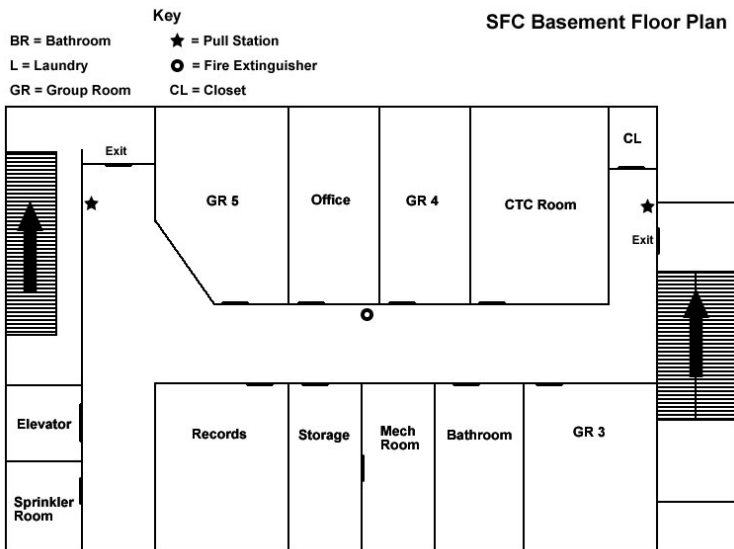 Key
SFC Basement Floor Plan
BR = Bathroom
= Pull Station
L = Laundry
= Fire Extinguisher
GR = Group Room
CL = Closet
Exit
CL
GR 5
Office
GR 4
CTC Room
Exit
Elevator
Records
Storage
Mech
Room
Bathroom
GR 3
Sprinkler
Room